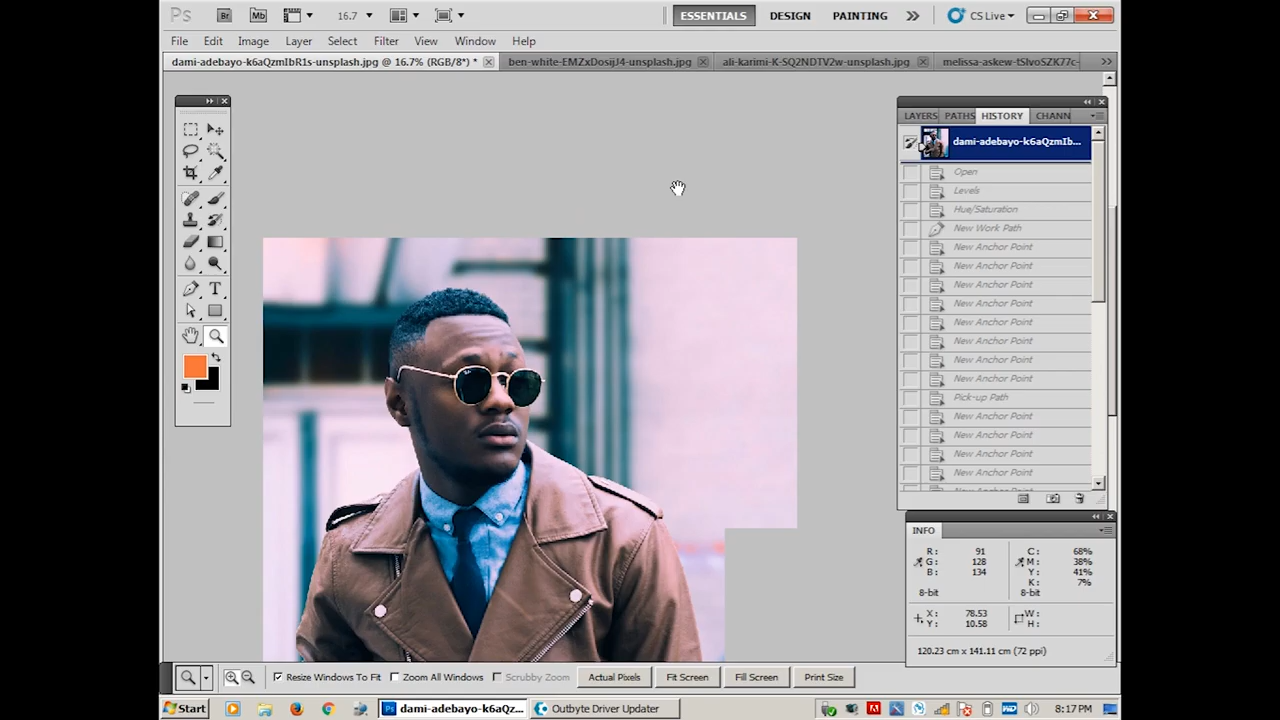 Ps Br Mb 16.7 ESSENTIALS DESIGN PAINTING CS Live
File Edit Image Layer Select Filter View Window Help
dami-adebayo-k6aQzmIbR1s-unsplash.jpg @ 16.7% (RGB/8*) * ben-white-EMZxDosijJ4-unsplash.jpg ali-karimi-K-SQ2NDTV2w-unsplash.jpg melissa-askew-tSlvoSZK77c-
LAYERS PATHS HISTORY CHANN
dami-adebayo-k6aQzmIb...
Open
Levels
Hue/Saturation
New Work Path
New Anchor Point
New Anchor Point
New Anchor Point
New Anchor Point
New Anchor Point
New Anchor Point
New Anchor Point
New Anchor Point
Pick-up Path
New Anchor Point
New Anchor Point
New Anchor Point
New Anchor Point
New Anchor Point
INFO
R: 91 C: 68%
G: 128 M: 38%
B: 134 Y: 41%
K: 7%
8-bit 8-bit
X: 78.53 W:
Y: 10.58 H:
120.23 cm x 141.11 cm (72 ppi)
Resize Windows To Fit Zoom All Windows Scrubby Zoom Actual Pixels Fit Screen Fill Screen Print Size
Start Ps dami-adebayo-k6aQz... Outbyte Driver Updater 8:17 PM